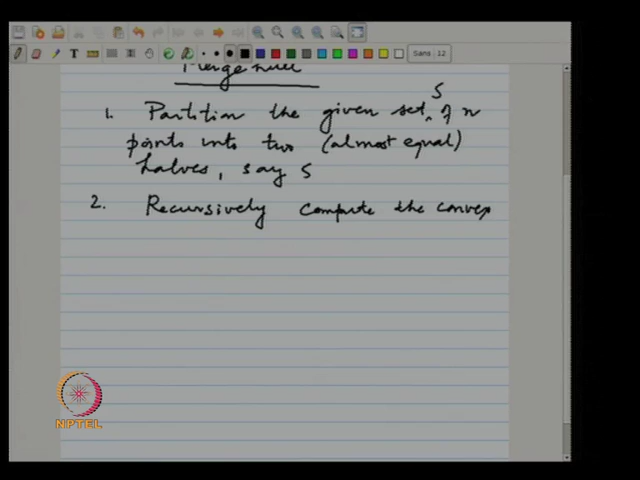 Merge Hull
1. Partition the given set S of n
points into two (almost equal)
halves, say S
2. Recursively compute the convex
Sans 12
NPTEL